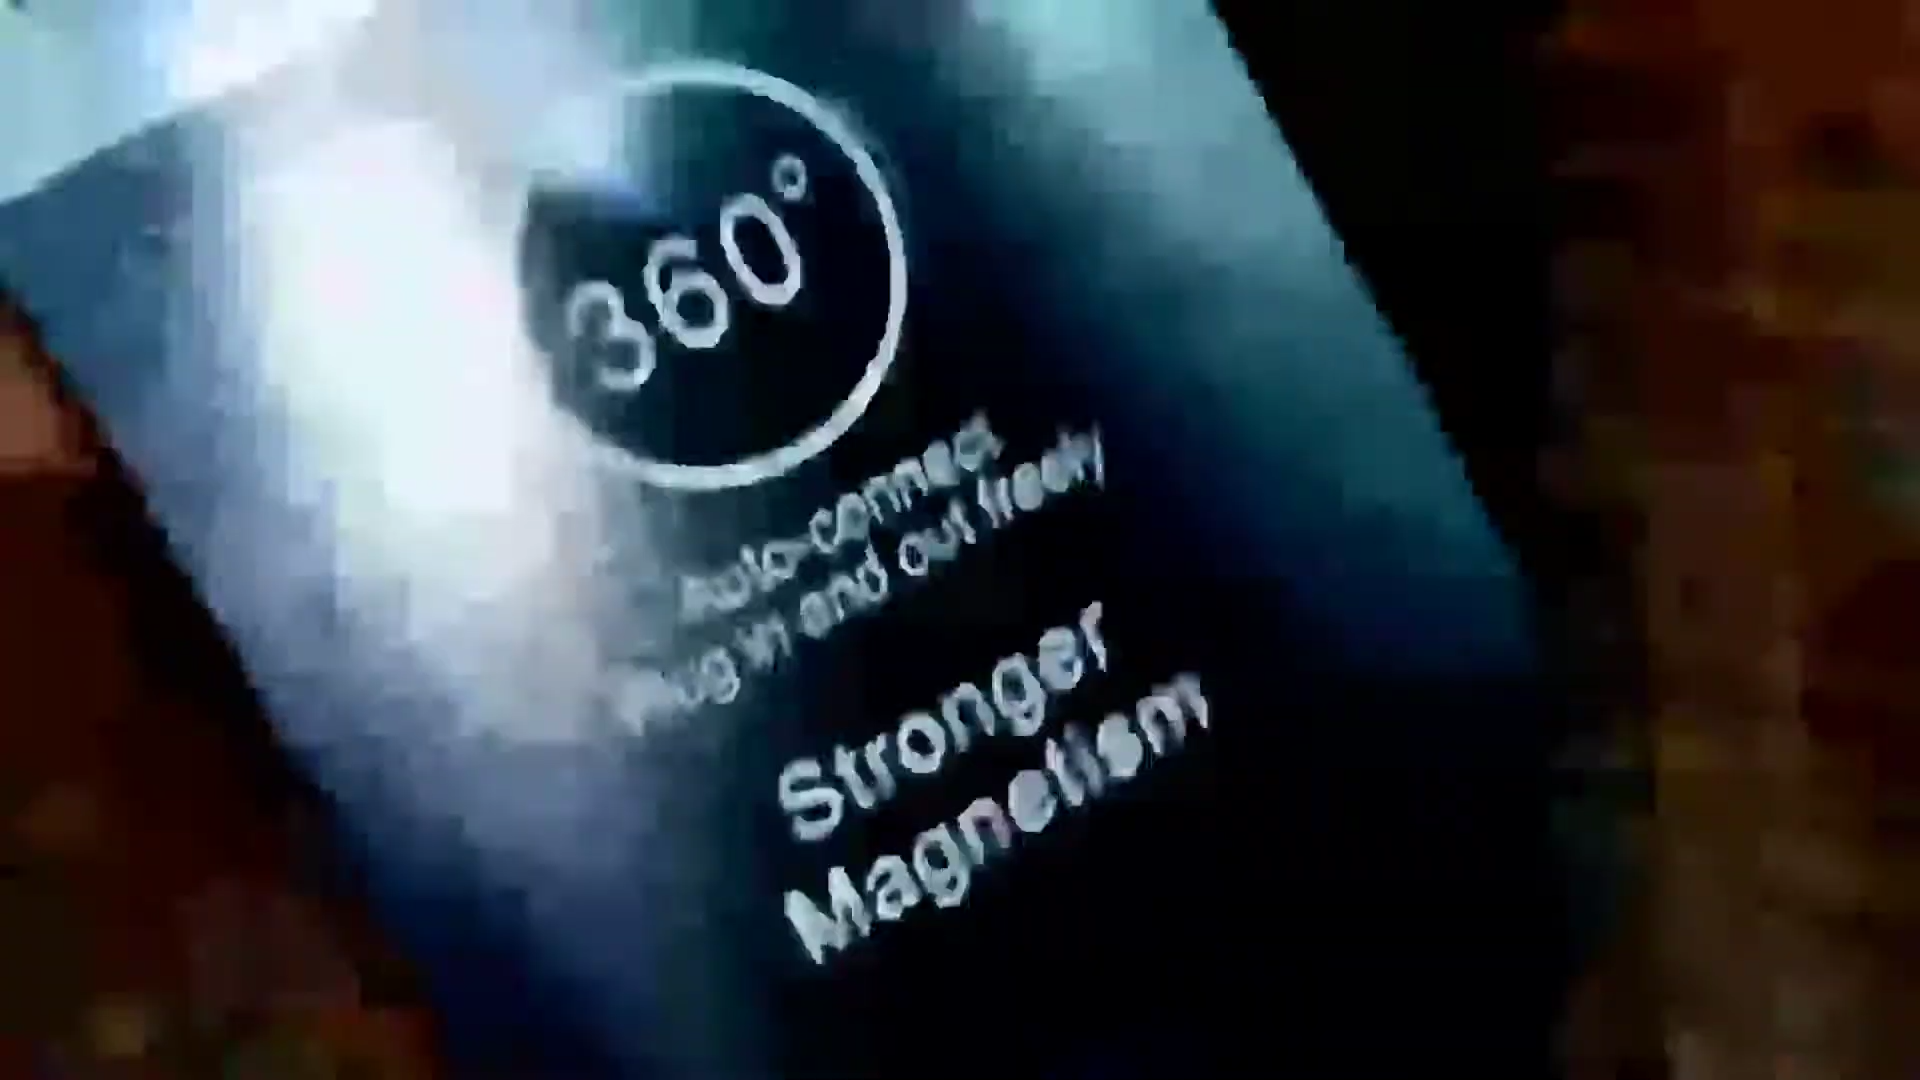 360°
Auto-connect
Plug in and out freely
Stronger
Magnetism